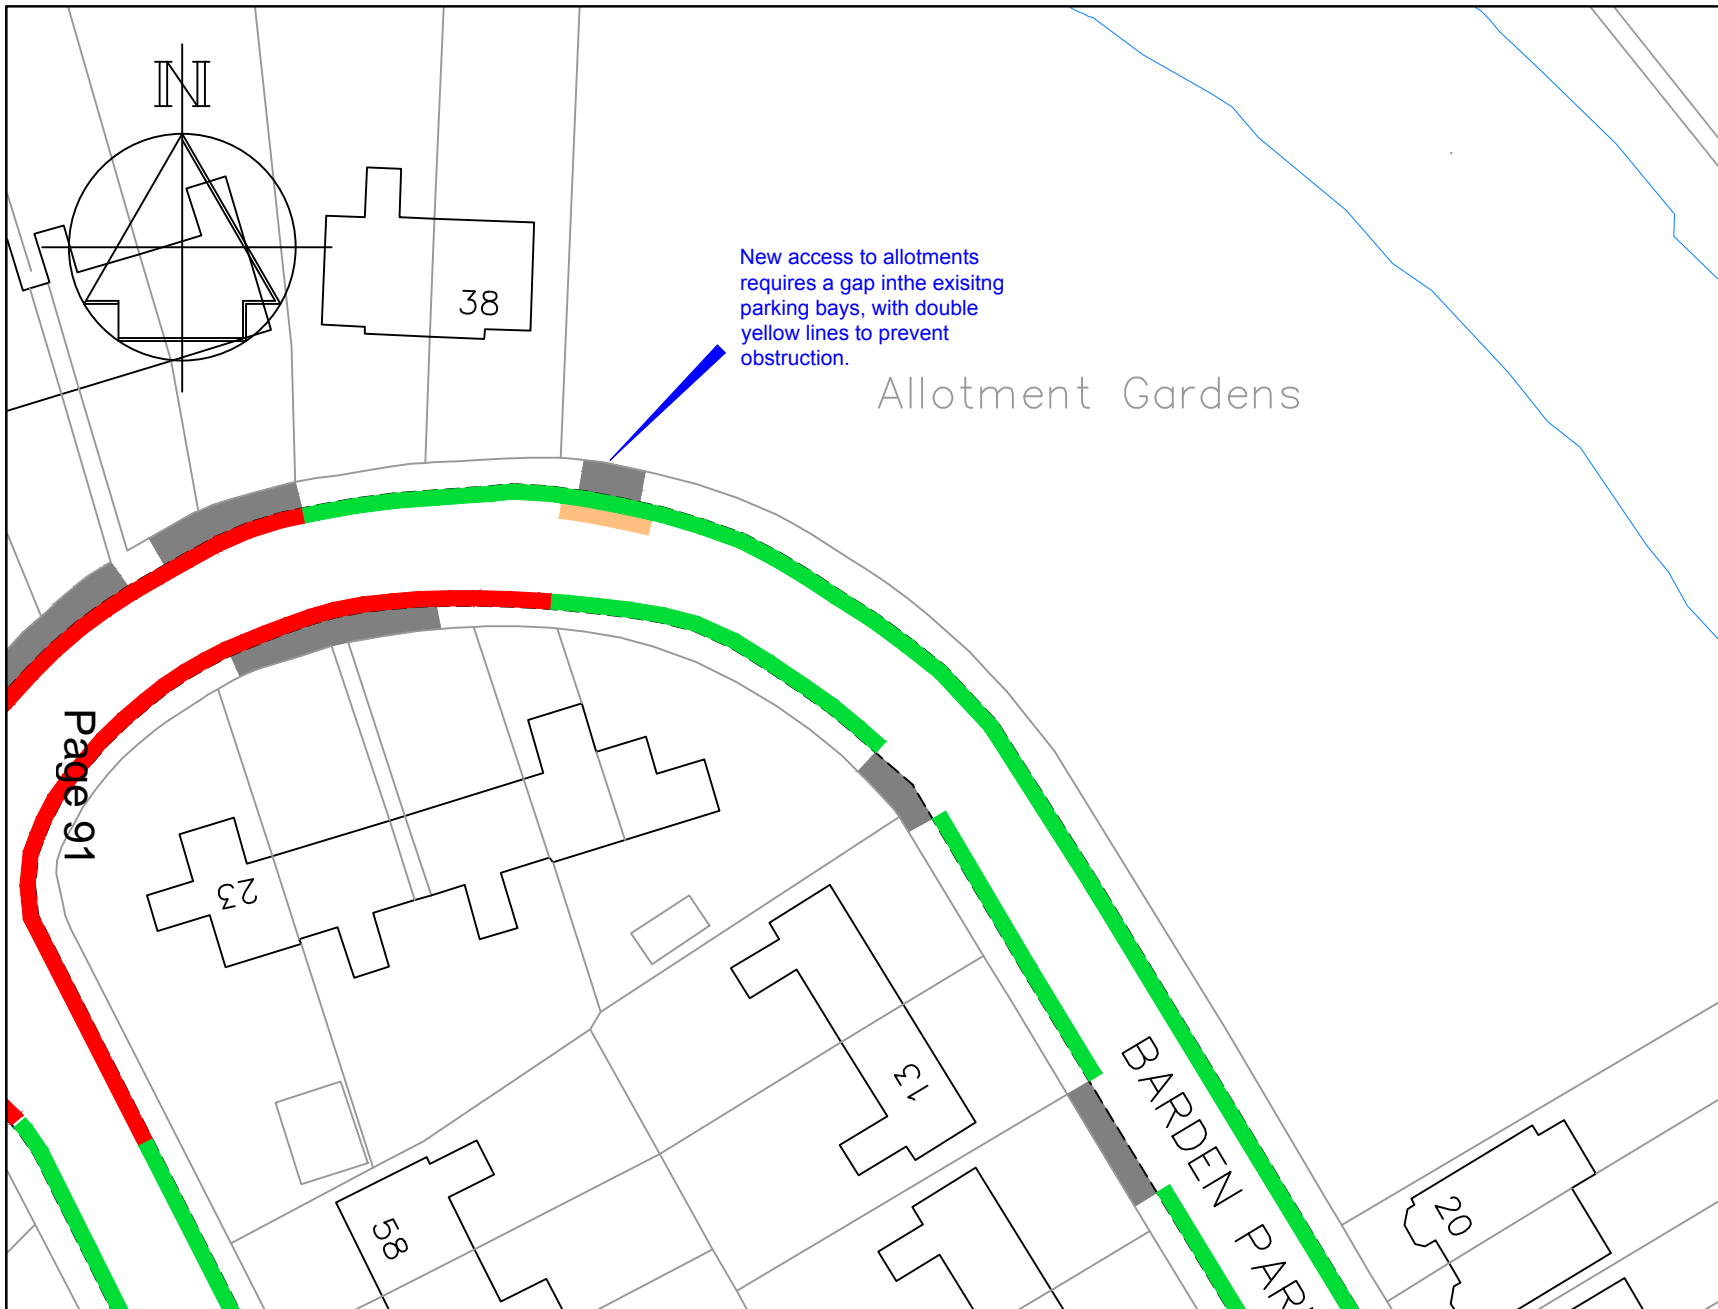 N
38
New access to allotments
requires a gap inthe exisitng
parking bays, with double
yellow lines to prevent
obstruction.
Allotment Gardens
Page 91
23
13
BARDEN PAR
58
20